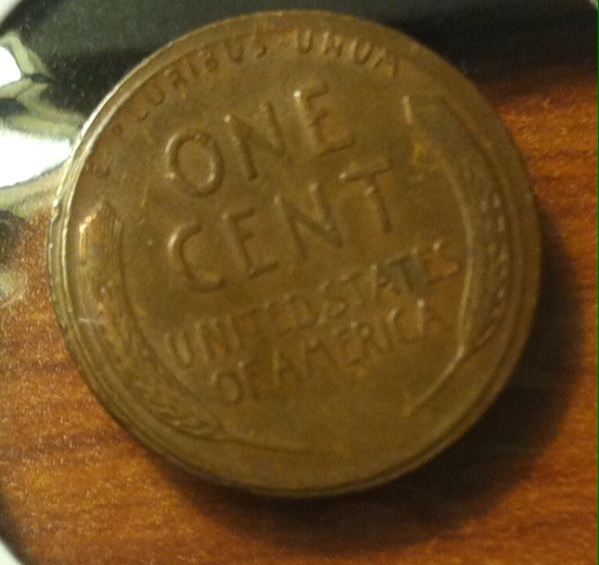 E PLURIBUS UNUM
ONE
CENT
UNITED STATES
OF AMERICA